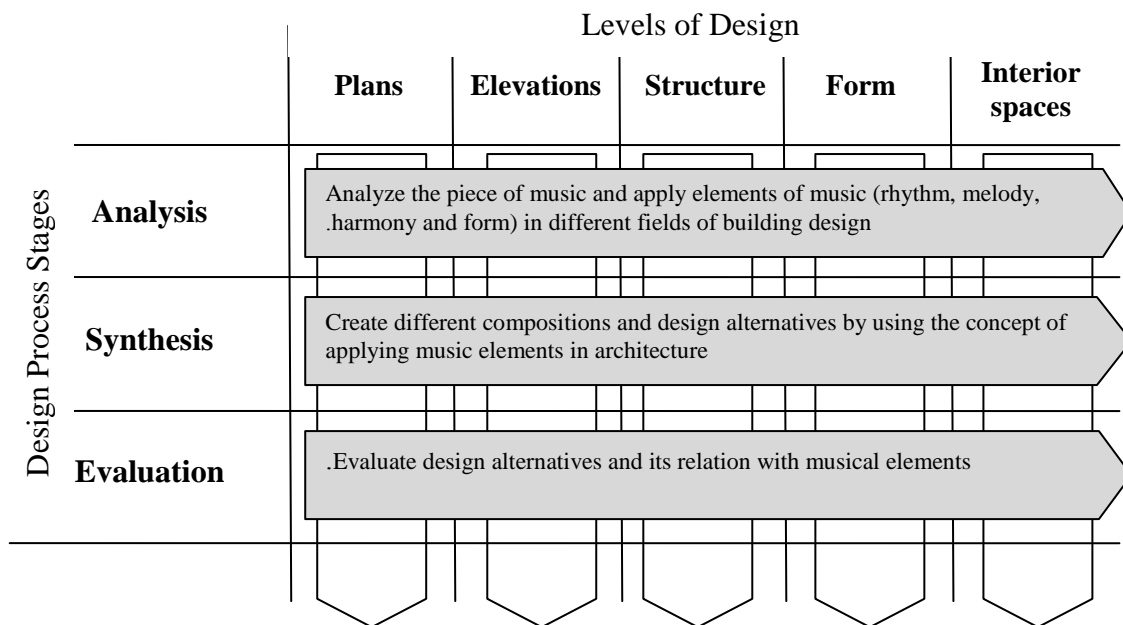 Levels of Design
Plans
Elevations
Structure
Form
Interior
spaces
Design Process Stages
Analysis
Analyze the piece of music and apply elements of music (rhythm, melody,
.harmony and form) in different fields of building design
Synthesis
Create different compositions and design alternatives by using the concept of
applying music elements in architecture
Evaluation
.Evaluate design alternatives and its relation with musical elements